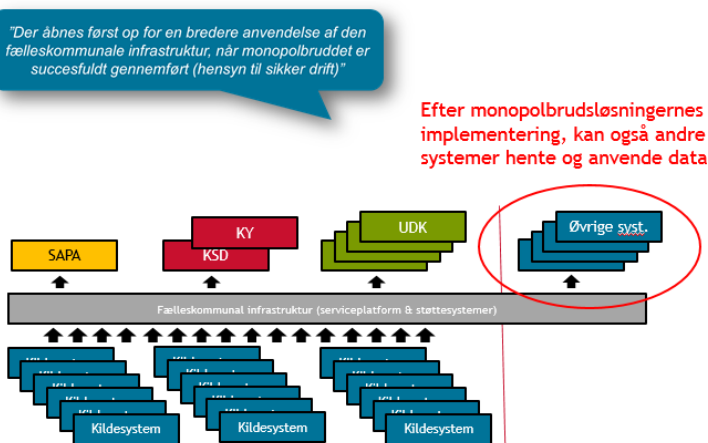 "Der åbnes først op for en bredere anvendelse af den
fælleskommunale infrastruktur, når monopolbruddet er
succesfuldt gennemført (hensyn til sikker drift)"
Efter monopolbrudsløsningernes
implementering, kan også andre
systemer hente og anvende data
SAPA
KY
KSD
UDK
Øvrige syst.
Fælleskommunal infrastruktur (serviceplatform & støttesystemer)
Kildesystem
Kildesystem
Kildesystem